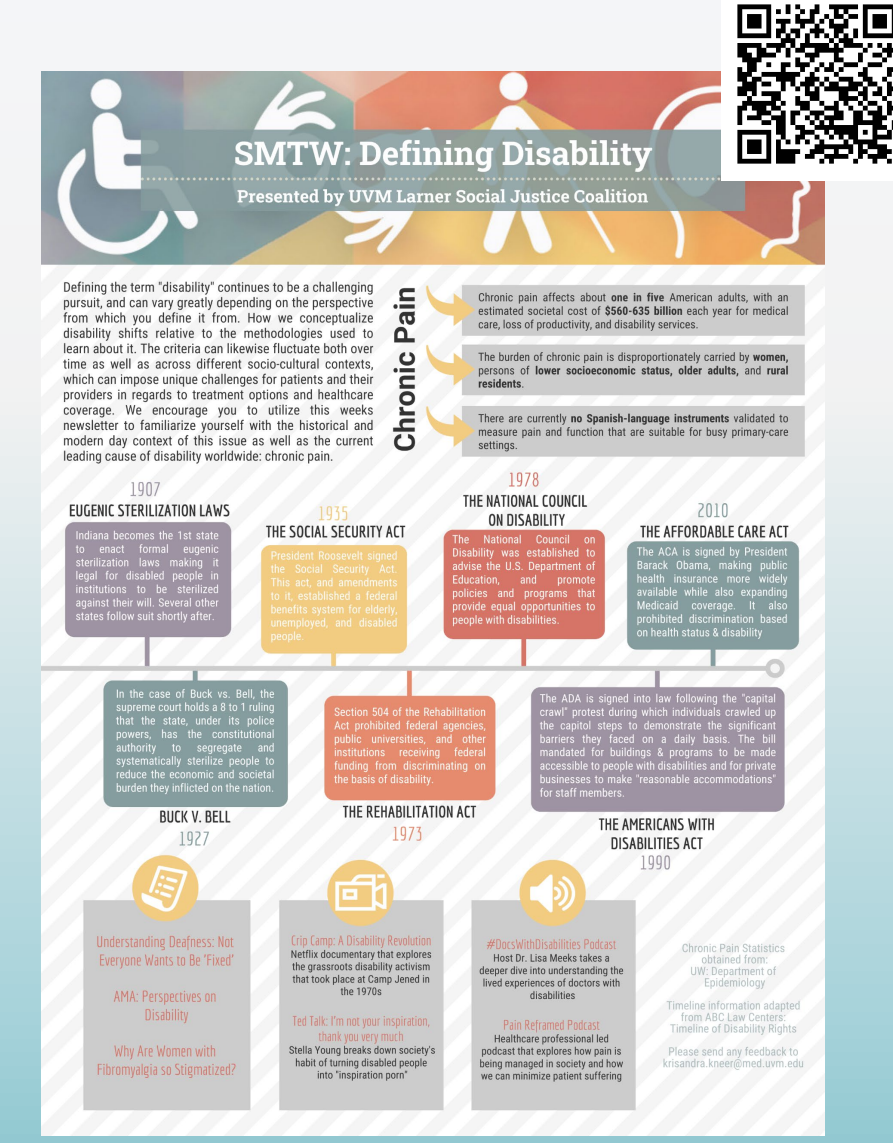 SMTW: Defining Disability
Presented by UVM Larner Social Justice Coalition
Defining the term "disability" continues to be a challenging
pursuit, and can vary greatly depending on the perspective
from which you define it from. How we conceptualize
disability shifts relative to the methodologies used to
learn about it. The criteria can likewise fluctuate both over
time as well as across different socio-cultural contexts,
which can impose unique challenges for patients and their
providers in regards to treatment options and healthcare
coverage. We encourage you to utilize this weeks
newsletter to familiarize yourself with the historical and
modern day context of this issue as well as the current
leading cause of disability worldwide: chronic pain.
Chronic Pain
Chronic pain affects about one in five American adults, with an
estimated societal cost of $560-635 billion each year for medical
care, loss of productivity, and disability services.
The burden of chronic pain is disproportionately carried by women,
persons of lower socioeconomic status, older adults, and rural
residents.
There are currently no Spanish-language instruments validated to
measure pain and function that are suitable for busy primary-care
settings.
1907
EUGENIC STERILIZATION LAWS
Indiana becomes the 1st state
to enact formal eugenic
sterilization laws making it
legal for disabled people in
institutions to be sterilized
against their will. Several other
states follow suit shortly after.
1935
THE SOCIAL SECURITY ACT
President Roosevelt signed
the Social Security Act.
This act, and amendments
to it, established a federal
benefits system for elderly,
unemployed, and disabled
people.
1978
THE NATIONAL COUNCIL
ON DISABILITY
The National Council on
Disability was established to
advise the U.S. Department of
Education, and promote
policies and programs that
provide equal opportunities to
people with disabilities.
2010
THE AFFORDABLE CARE ACT
The ACA is signed by President
Barack Obama, making public
health insurance more widely
available while also expanding
Medicaid coverage. It also
prohibited discrimination based
on health status & disability
In the case of Buck vs. Bell, the
supreme court holds a 8 to 1 ruling
that the state, under its police
powers, has the constitutional
authority to segregate and
systematically sterilize people to
reduce the economic and societal
burden they inflicted on the nation.
BUCK V. BELL
1927
Section 504 of the Rehabilitation
Act prohibited federal agencies,
public universities, and other
institutions receiving federal
funding from discriminating on
the basis of disability.
THE REHABILITATION ACT
1973
The ADA is signed into law following the "capital
crawl" protest during which individuals crawled up
the capitol steps to demonstrate the significant
barriers they faced on a daily basis. The bill
mandated for buildings & programs to be made
accessible to people with disabilities and for private
businesses to make "reasonable accommodations"
for staff members.
THE AMERICANS WITH
DISABILITIES ACT
1990
Understanding Deafness: Not
Everyone Wants to Be 'Fixed'
AMA: Perspectives on
Disability
Why Are Women with
Fibromyalgia so Stigmatized?
Crip Camp: A Disability Revolution
Netflix documentary that explores
the grassroots disability activism
that took place at Camp Jened in
the 1970s
Ted Talk: I'm not your inspiration,
thank you very much
Stella Young breaks down society's
habit of turning disabled people
into "inspiration porn"
#DocsWithDisabilities Podcast
Host Dr. Lisa Meeks takes a
deeper dive into understanding the
lived experiences of doctors with
disabilities
Pain Reframed Podcast
Healthcare professional led
podcast that explores how pain is
being managed in society and how
we can minimize patient suffering
Chronic Pain Statistics
obtained from:
UW: Department of
Epidemiology
Timeline information adapted
from ABC Law Centers:
Timeline of Disability Rights
Please send any feedback to
krisandra.kneer@med.uvm.edu